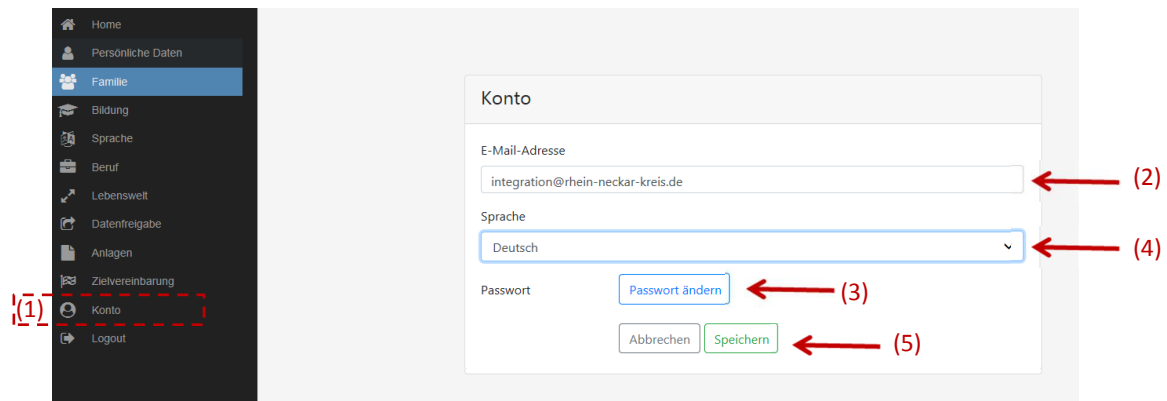 Home
Persönliche Daten
Familie
Bildung
Sprache
Beruf
Lebenswelt
Datenfreigabe
Anlagen
Zielvereinbarung
(1) Konto
Logout
Konto
E-Mail-Adresse
integration@rhein-neckar-kreis.de (2)
Sprache
Deutsch (4)
Passwort Passwort ändern (3)
Abbrechen Speichern (5)